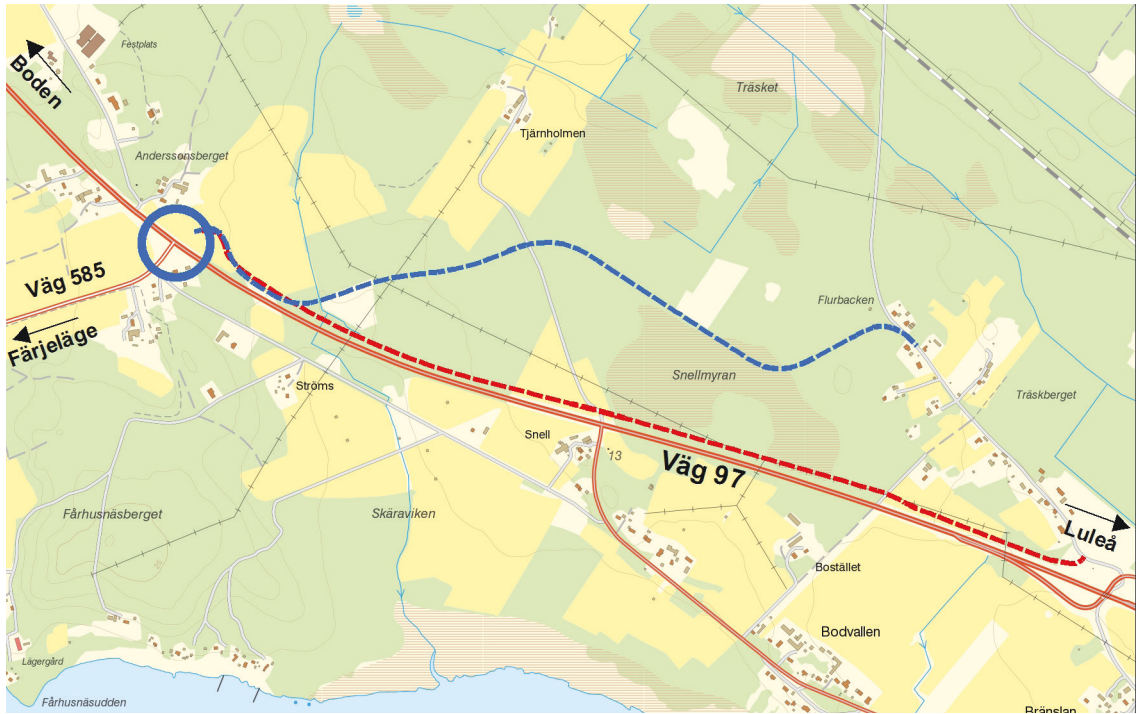 Festplats
Boden
Träsket
Tjärnholmen
Anderssonsberget
Väg 585
Flurbacken
Färjeläge
Snellmyran
Ströms
Träskberget
Snell
13
Väg 97
Fårhusnäsberget
Skäraviken
Luleå
Bostället
Bodvallen
Lägergård
Fårhusnäsudden
Bränslan